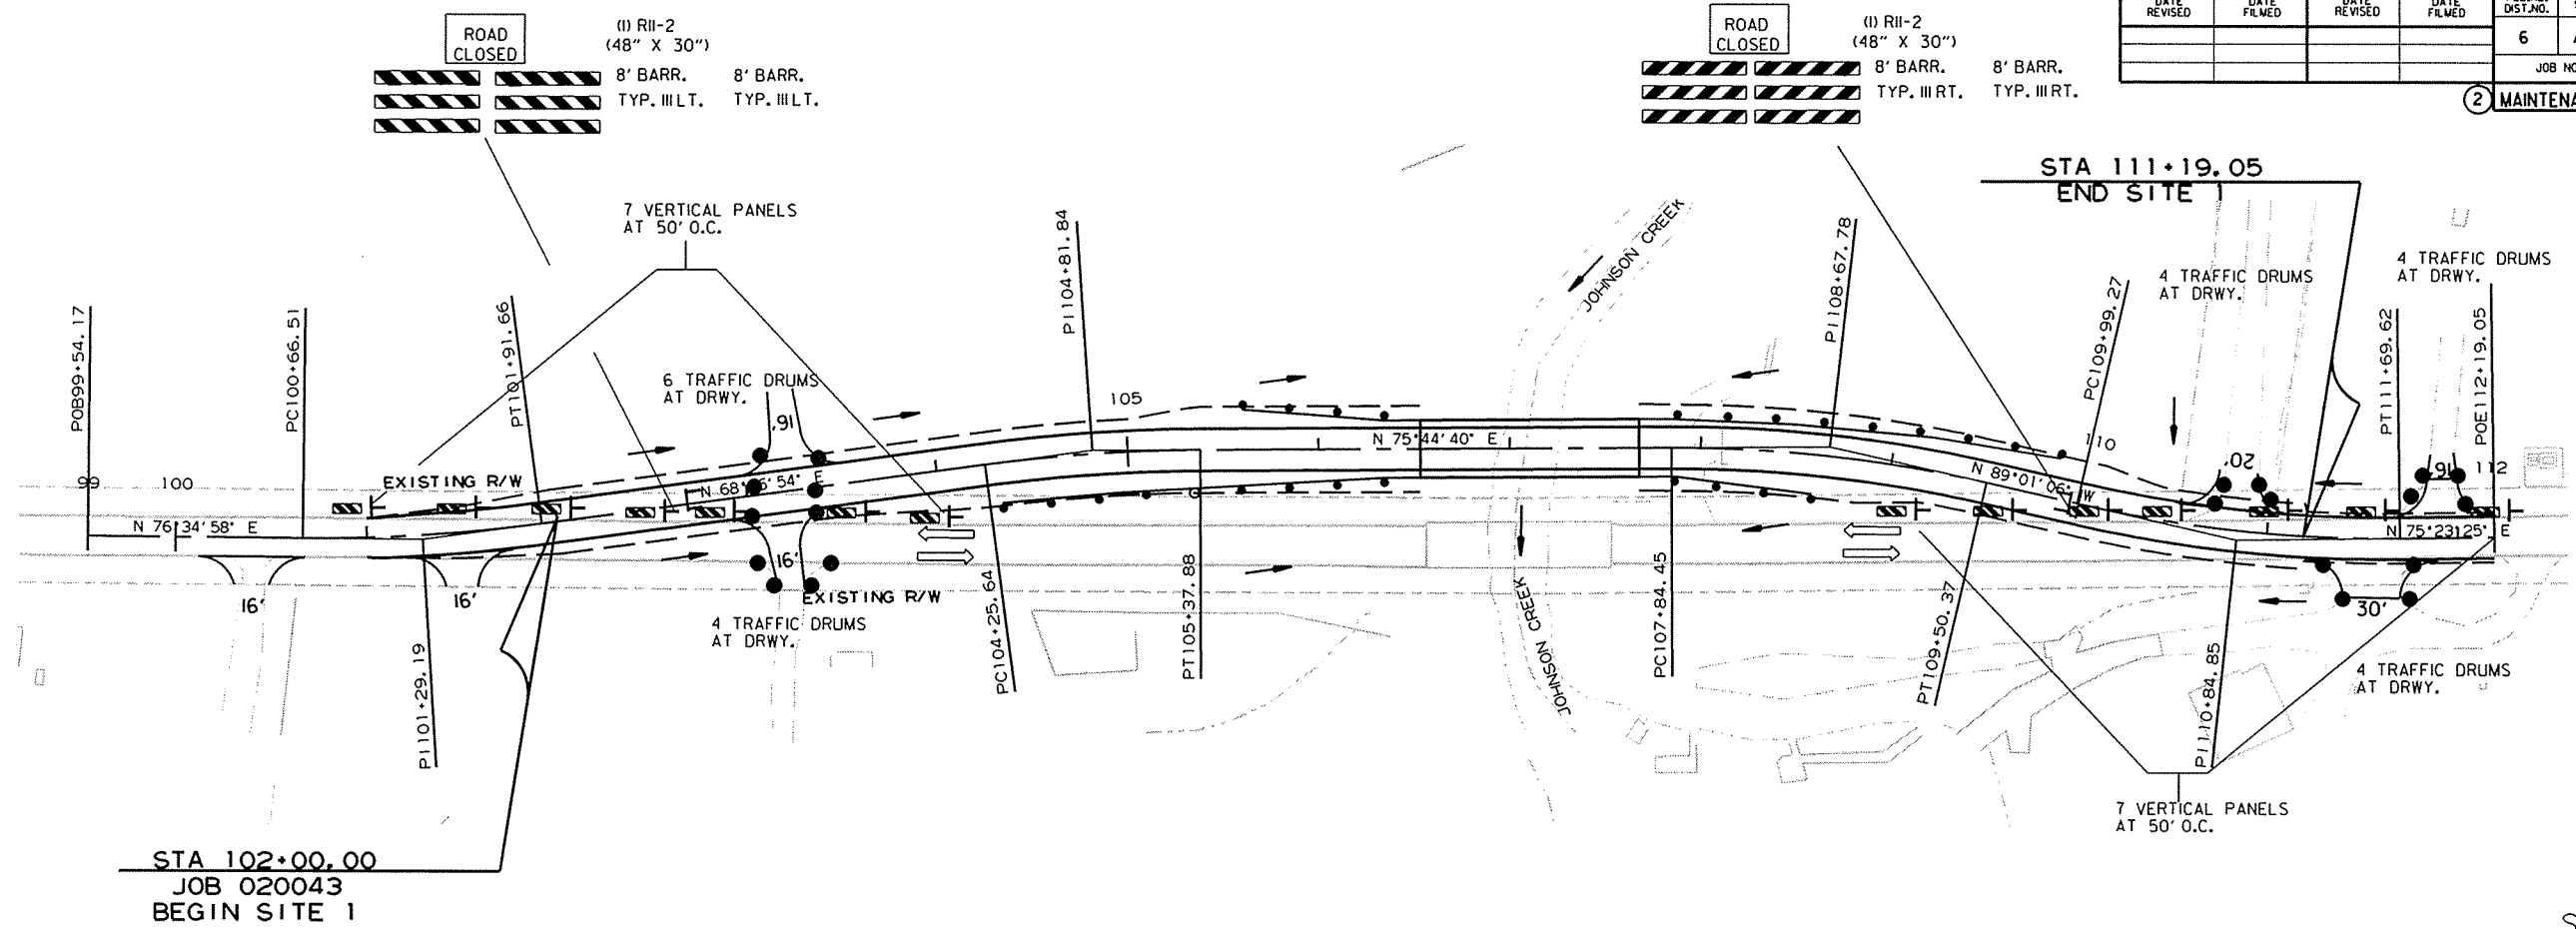 ROAD
CLOSED
(1) R11-2
(48" X 30")
8' BARR. 8' BARR.
TYP. III LT. TYP. III LT.
ROAD
CLOSED
(1) R11-2
(48" X 30")
8' BARR. 8' BARR.
TYP. III RT. TYP. III RT.
DATE
REVISED
DATE
FILMED
DATE
REVISED
DATE
FILMED
DIST.NO.
6
JOB NO
2
MAINTENA
STA 111+19.05
END SITE 1
7 VERTICAL PANELS
AT 50' O.C.
JOHNSON CREEK
4 TRAFFIC DRUMS
AT DRWY.
4 TRAFFIC DRUMS
AT DRWY.
POB99+54.17
PC100+66.51
PT101+91.66
PI104+81.84
PI108+67.78
PC109+99.27
PT111+69.62
POE112+19.05
6 TRAFFIC DRUMS
AT DRWY.
16'
105
110
20'
16'
112
99
100
EXISTING R/W
N 76°34'58" E
N 75°44'40" E
N 89°01'06" W
N 75°23'25" E
16'
16'
16'
EXISTING R/W
30'
4 TRAFFIC DRUMS
AT DRWY.
PI101+29.19
PC104+25.64
PT105+37.88
JOHNSON CREEK
PC107+84.45
PT109+50.37
PI110+84.85
4 TRAFFIC DRUMS
AT DRWY.
7 VERTICAL PANELS
AT 50' O.C.
STA 102+00.00
JOB 020043
BEGIN SITE 1